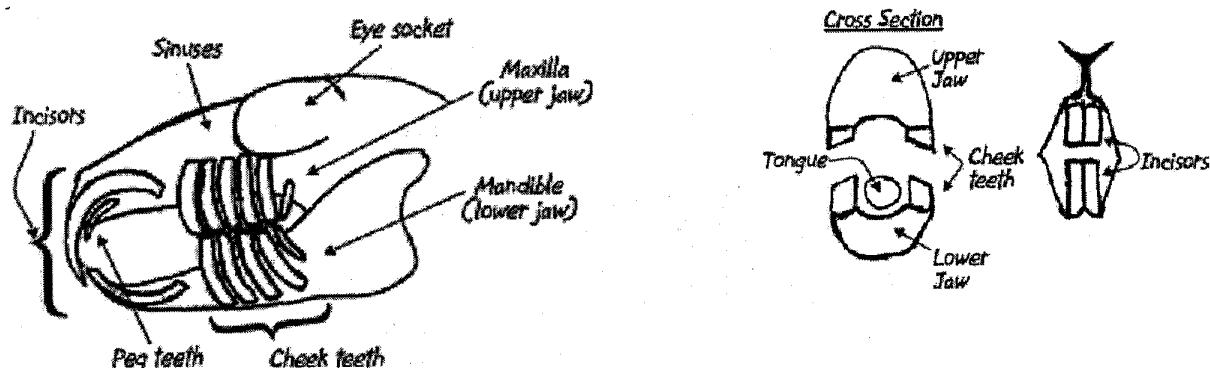 Eye socket
Sinuses
Maxilla
(upper jaw)
Incisors
Mandible
(lower jaw)
Peg teeth
Cheek teeth
Cross Section
Upper
Jaw
Tongue
Cheek
teeth
Incisors
Lower
Jaw